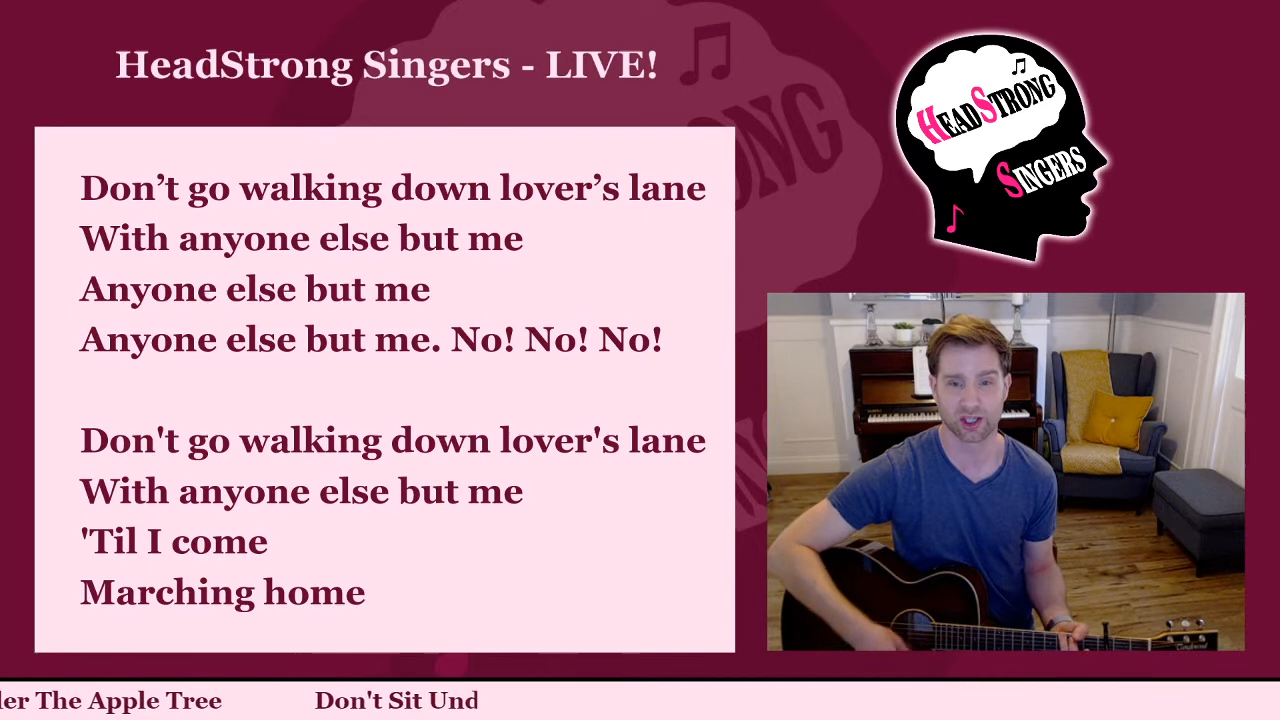 HeadStrong Singers - LIVE!
HEADSTRONG
SINGERS
Don’t go walking down lover’s lane
With anyone else but me
Anyone else but me
Anyone else but me. No! No! No!
Don't go walking down lover's lane
With anyone else but me
'Til I come
Marching home
der The Apple Tree Don't Sit Und